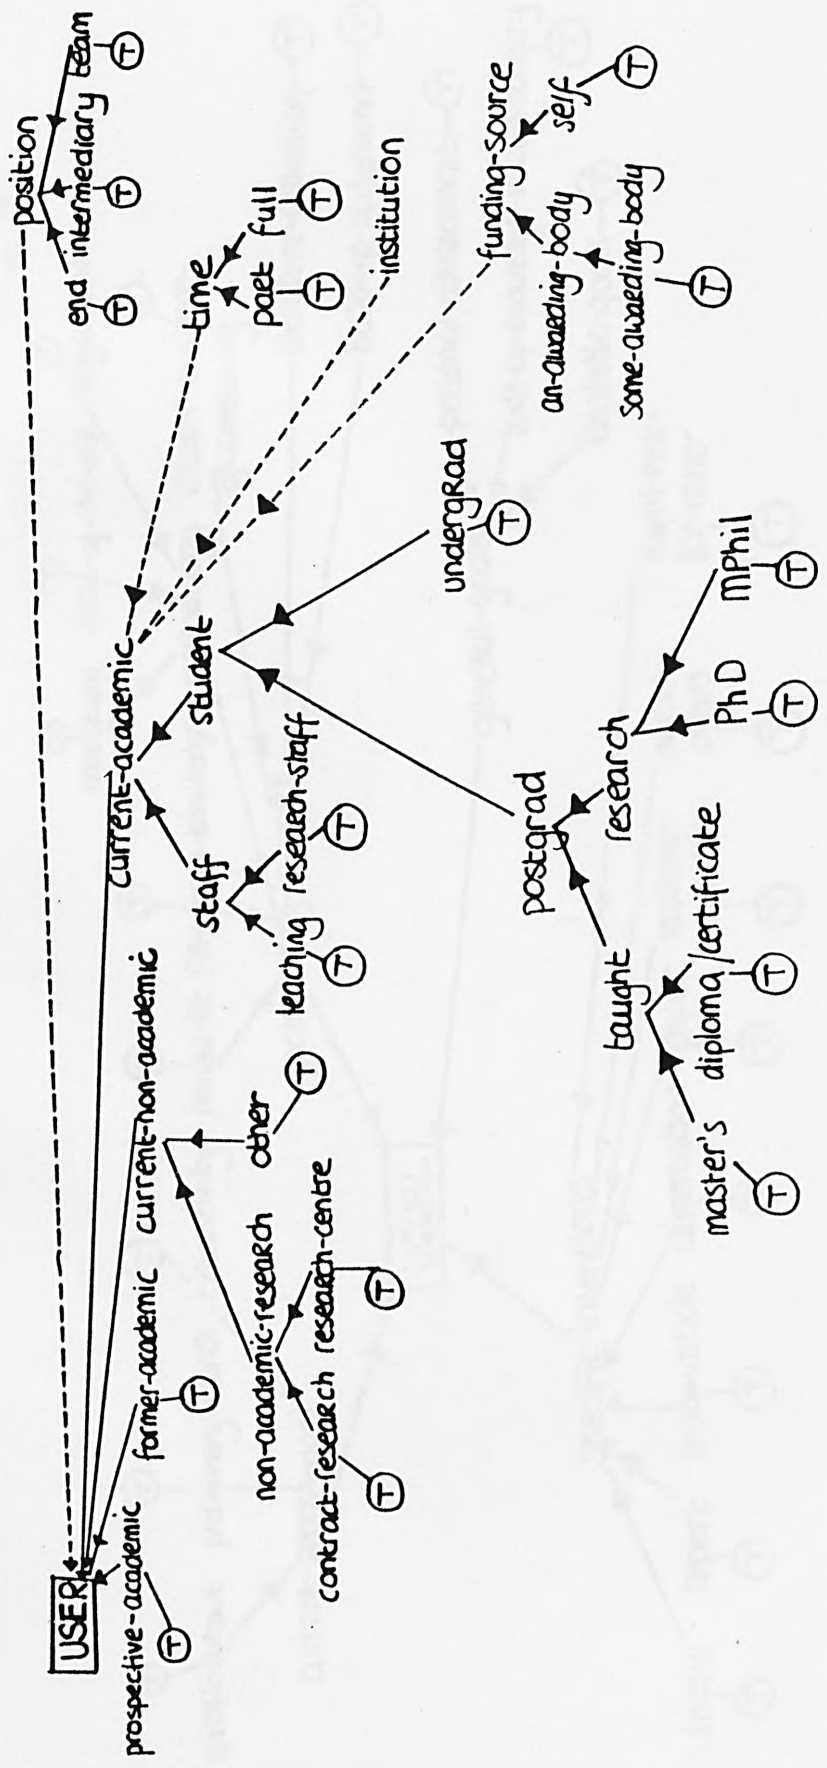 USER
position
end
T
intermediary
T
team
T
prospective-academic
T
former-academic
T
current-non-academic
current-academic
time
part
T
full
T
institution
funding-source
an-awarding-body
some-awarding-body
T
self
T
non-academic-research
contract-research
T
research-centre
T
other
T
staff
teaching
T
research-staff
T
student
undergrad
T
postgrad
taught
master's
T
diploma/certificate
T
research
PhD
T
MPhil
T